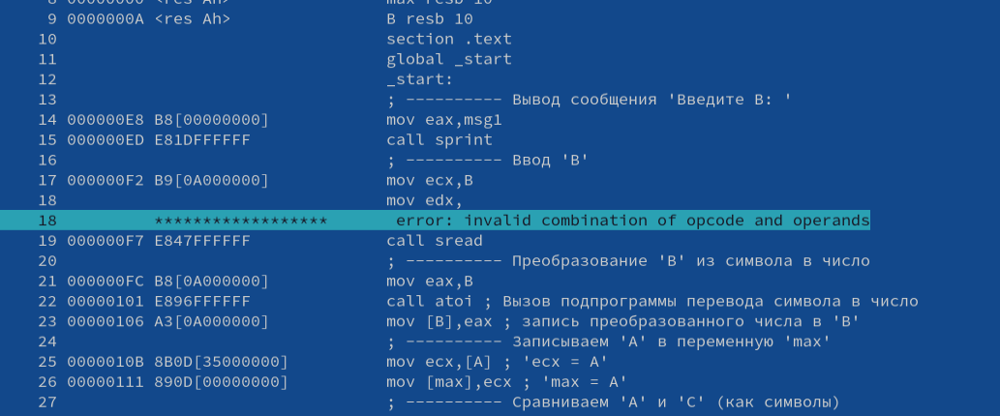 8 00000000 <res Ah> max resb 10
9 0000000A <res Ah> B resb 10
10 section .text
11 global _start
12 _start:
13 ; ---------- Вывод сообщения 'Введите B: '
14 000000E8 B8[00000000] mov eax,msg1
15 000000ED E81DFFFFFF call sprint
16 ; ---------- Ввод 'B'
17 000000F2 B9[0A000000] mov ecx,B
18 mov edx,
18 ****************** error: invalid combination of opcode and operands
19 000000F7 E847FFFFFF call sread
20 ; ---------- Преобразование 'B' из символа в число
21 000000FC B8[0A000000] mov eax,B
22 00000101 E896FFFFFF call atoi ; Вызов подпрограммы перевода символа в число
23 00000106 A3[0A000000] mov [B],eax ; запись преобразованного числа в 'B'
24 ; ---------- Записываем 'A' в переменную 'max'
25 0000010B 8B0D[35000000] mov ecx,[A] ; 'ecx = A'
26 00000111 890D[00000000] mov [max],ecx ; 'max = A'
27 ; ---------- Сравниваем 'A' и 'C' (как символы)